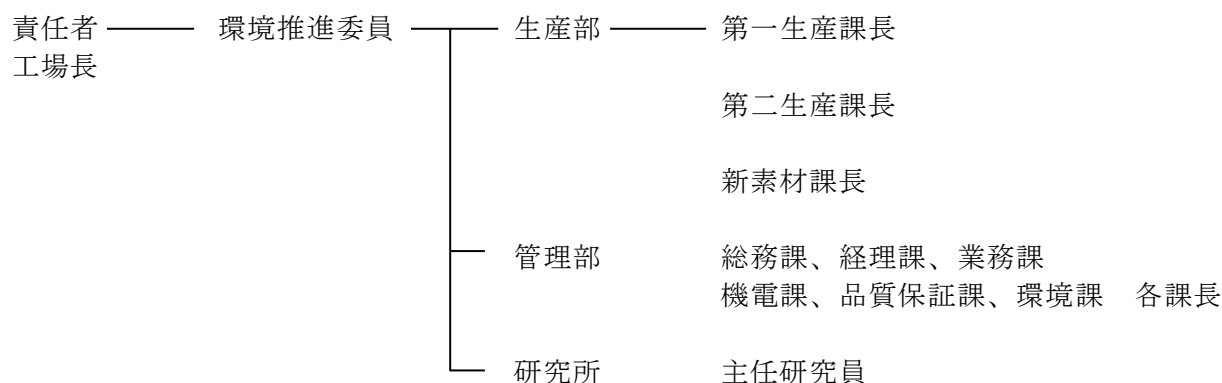 責任者 環境推進委員 生産部 第一生産課長
工場長
第二生産課長
新素材課長
管理部 総務課、経理課、業務課
機電課、品質保証課、環境課 各課長
研究所 主任研究員